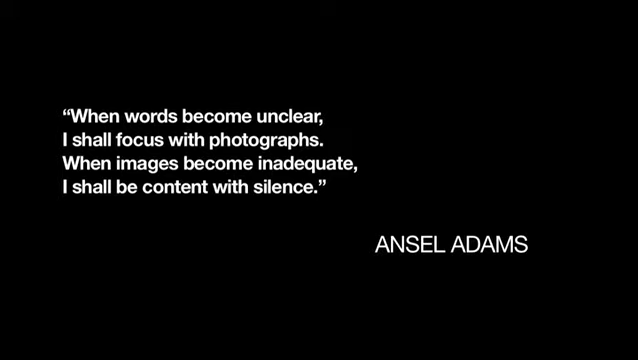 “When words become unclear,
I shall focus with photographs.
When images become inadequate,
I shall be content with silence.”
ANSEL ADAMS